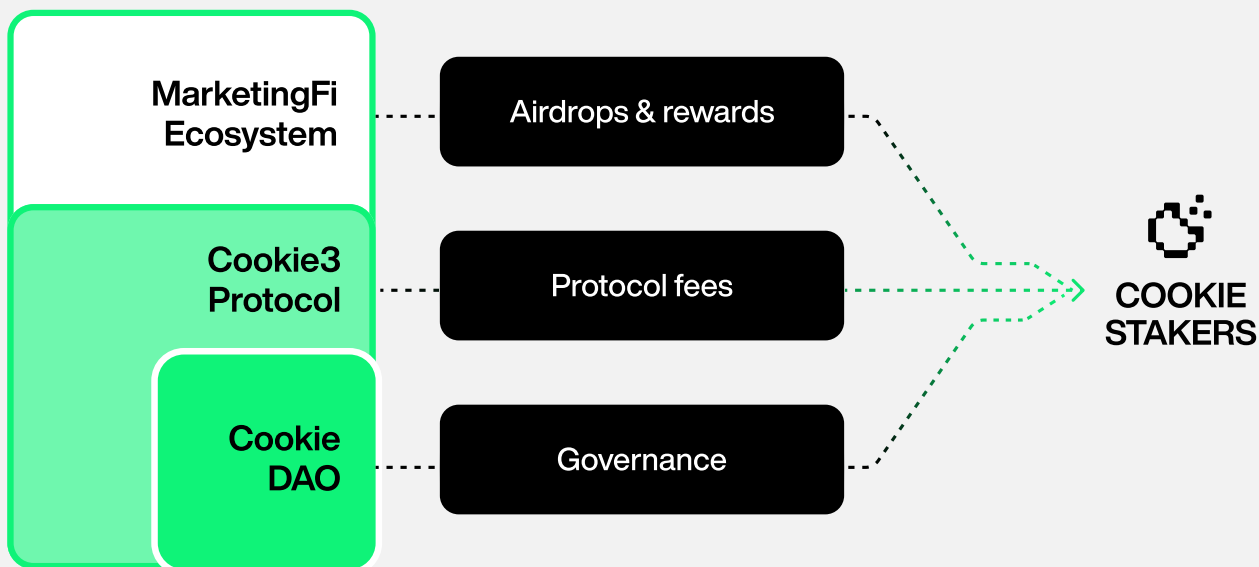 MarketingFi
Ecosystem
Airdrops & rewards
Cookie3
Protocol
Protocol fees
COOKIE
STAKERS
Cookie
DAO
Governance